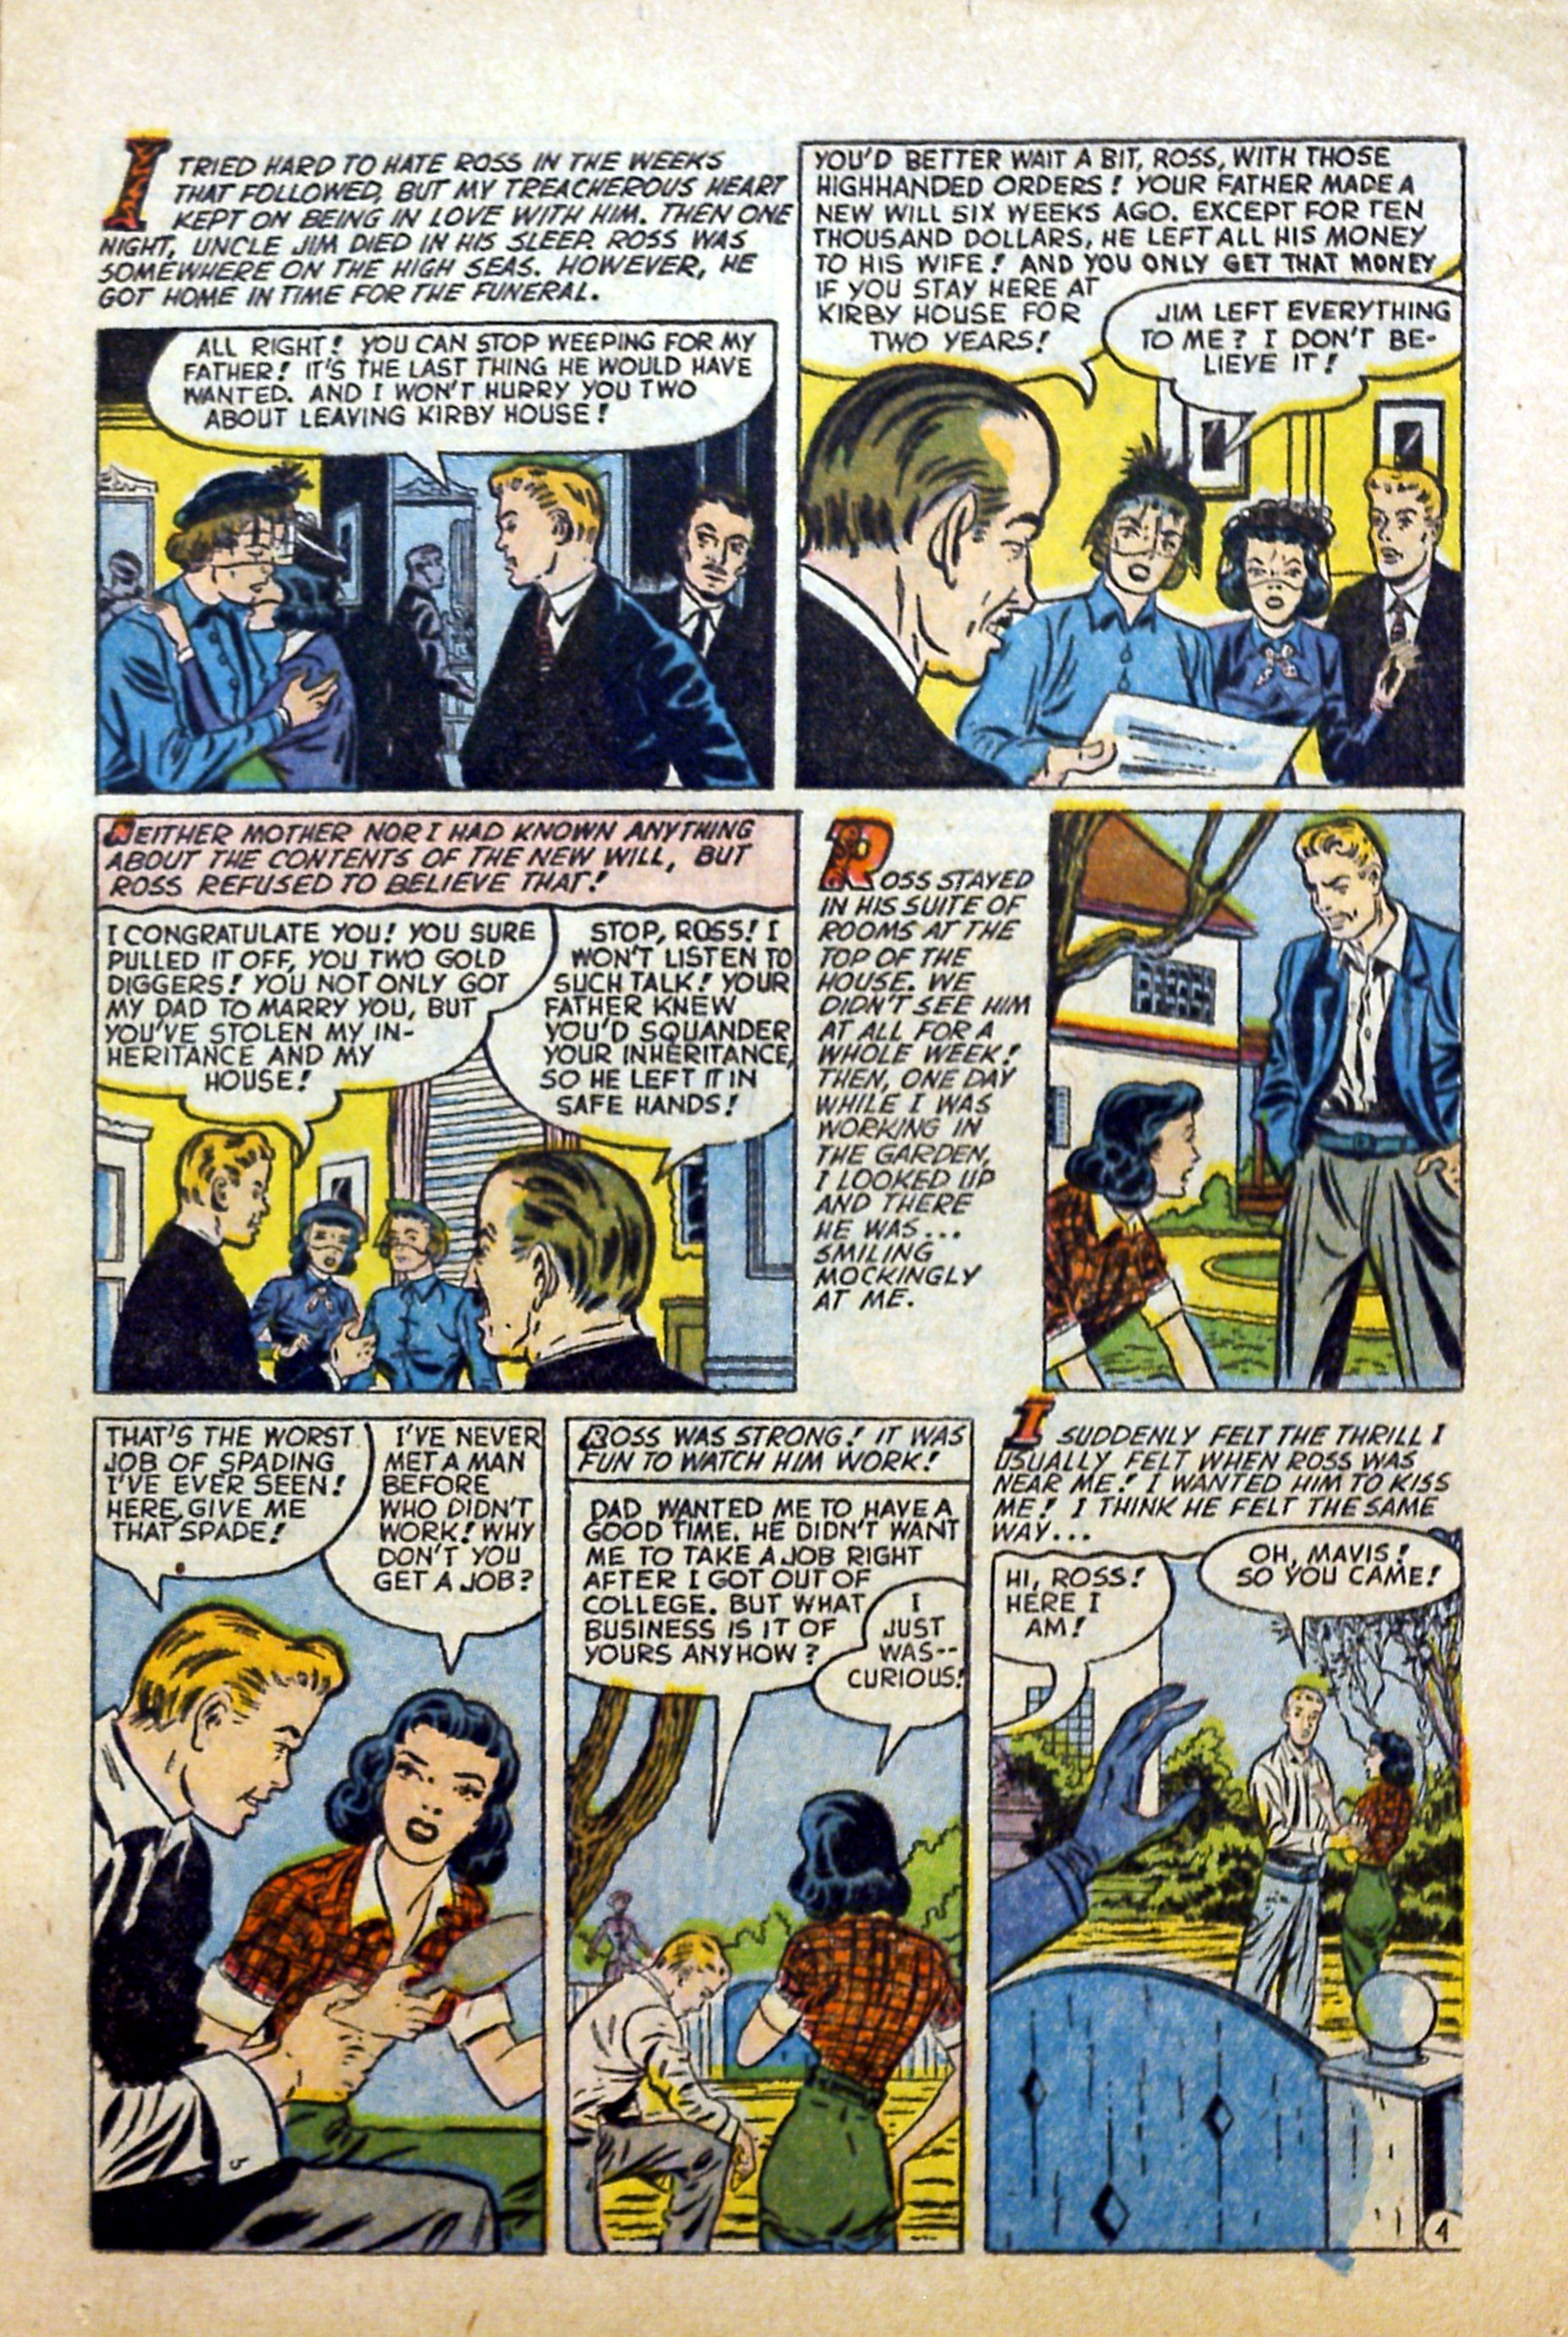 I TRIED HARD TO HATE ROSS IN THE WEEKS
THAT FOLLOWED, BUT MY TREACHEROUS HEART
KEPT ON BEING IN LOVE WITH HIM. THEN ONE
NIGHT, UNCLE JIM DIED IN HIS SLEEP. ROSS WAS
SOMEWHERE ON THE HIGH SEAS. HOWEVER, HE
GOT HOME IN TIME FOR THE FUNERAL.
ALL RIGHT! YOU CAN STOP WEEPING FOR MY
FATHER! IT'S THE LAST THING HE WOULD HAVE
WANTED. AND I WON'T HURRY YOU TWO
ABOUT LEAVING KIRBY HOUSE!
YOU'D BETTER WAIT A BIT, ROSS, WITH THOSE
HIGHHANDED ORDERS! YOUR FATHER MADE A
NEW WILL SIX WEEKS AGO. EXCEPT FOR TEN
THOUSAND DOLLARS, HE LEFT ALL HIS MONEY
TO HIS WIFE! AND YOU ONLY GET THAT MONEY
IF YOU STAY HERE AT
KIRBY HOUSE FOR
TWO YEARS!
JIM LEFT EVERYTHING
TO ME? I DON'T BE-
LIEVE IT!
NEITHER MOTHER NOR I HAD KNOWN ANYTHING
ABOUT THE CONTENTS OF THE NEW WILL, BUT
ROSS REFUSED TO BELIEVE THAT!
I CONGRATULATE YOU! YOU SURE
PULLED IT OFF, YOU TWO GOLD
DIGGERS! YOU NOT ONLY GOT
MY DAD TO MARRY YOU, BUT
YOU'VE STOLEN MY IN-
HERITANCE AND MY
HOUSE!
STOP, ROSS! I
WON'T LISTEN TO
SUCH TALK! YOUR
FATHER KNEW
YOU'D SQUANDER
YOUR INHERITANCE,
SO HE LEFT IT IN
SAFE HANDS!
ROSS STAYED
IN HIS SUITE OF
ROOMS AT THE
TOP OF THE
HOUSE. WE
DIDN'T SEE HIM
AT ALL FOR A
WHOLE WEEK!
THEN, ONE DAY
WHILE I WAS
WORKING IN
THE GARDEN,
I LOOKED UP
AND THERE
HE WAS...
SMILING
MOCKINGLY
AT ME.
THAT'S THE WORST
JOB OF SPADING
I'VE EVER SEEN!
HERE, GIVE ME
THAT SPADE!
I'VE NEVER
MET A MAN
BEFORE
WHO DIDN'T
WORK! WHY
DON'T YOU
GET A JOB?
ROSS WAS STRONG! IT WAS
FUN TO WATCH HIM WORK!
DAD WANTED ME TO HAVE A
GOOD TIME. HE DIDN'T WANT
ME TO TAKE A JOB RIGHT
AFTER I GOT OUT OF
COLLEGE. BUT WHAT
BUSINESS IS IT OF
YOURS ANYHOW?
I
JUST
WAS--
CURIOUS!
I SUDDENLY FELT THE THRILL I
USUALLY FELT WHEN ROSS WAS
NEAR ME! I WANTED HIM TO KISS
ME! I THINK HE FELT THE SAME
WAY...
HI, ROSS!
HERE I
AM!
OH, MAVIS!
SO YOU CAME!
4